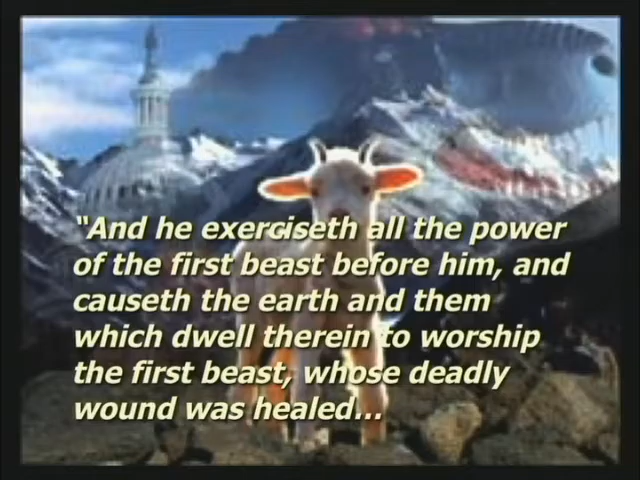 “And he exerciseth all the power
of the first beast before him, and
causeth the earth and them
which dwell therein to worship
the first beast, whose deadly
wound was healed...